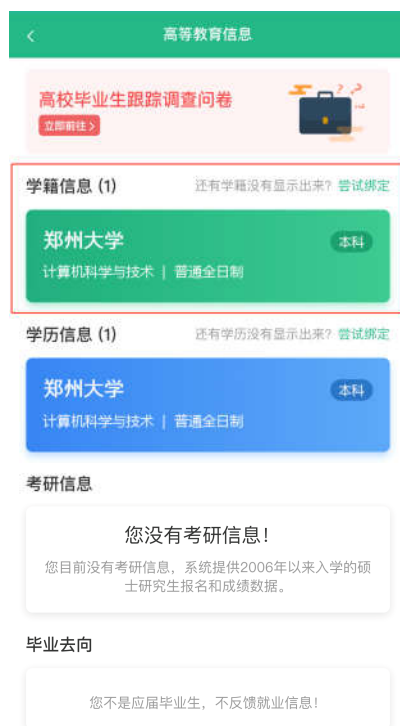 高等教育信息
高校毕业生跟踪调查问卷
立即前往 >
学籍信息 (1) 还有学籍没有显示出来? 尝试绑定
郑州大学 本科
计算机科学与技术 | 普通全日制
学历信息 (1) 还有学历没有显示出来? 尝试绑定
郑州大学 本科
计算机科学与技术 | 普通全日制
考研信息
您没有考研信息!
您目前没有考研信息，系统提供2006年以来入学的硕
士研究生报名和成绩数据。
毕业去向
您不是应届毕业生，不反馈就业信息!